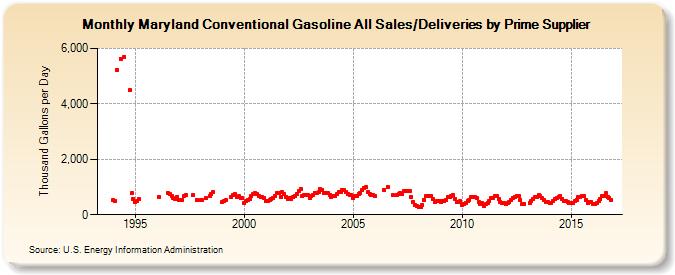 Monthly Maryland Conventional Gasoline All Sales/Deliveries by Prime Supplier
Thousand Gallons per Day
6,000
4,000
2,000
0
1995 2000 2005 2010 2015
Source: U.S. Energy Information Administration